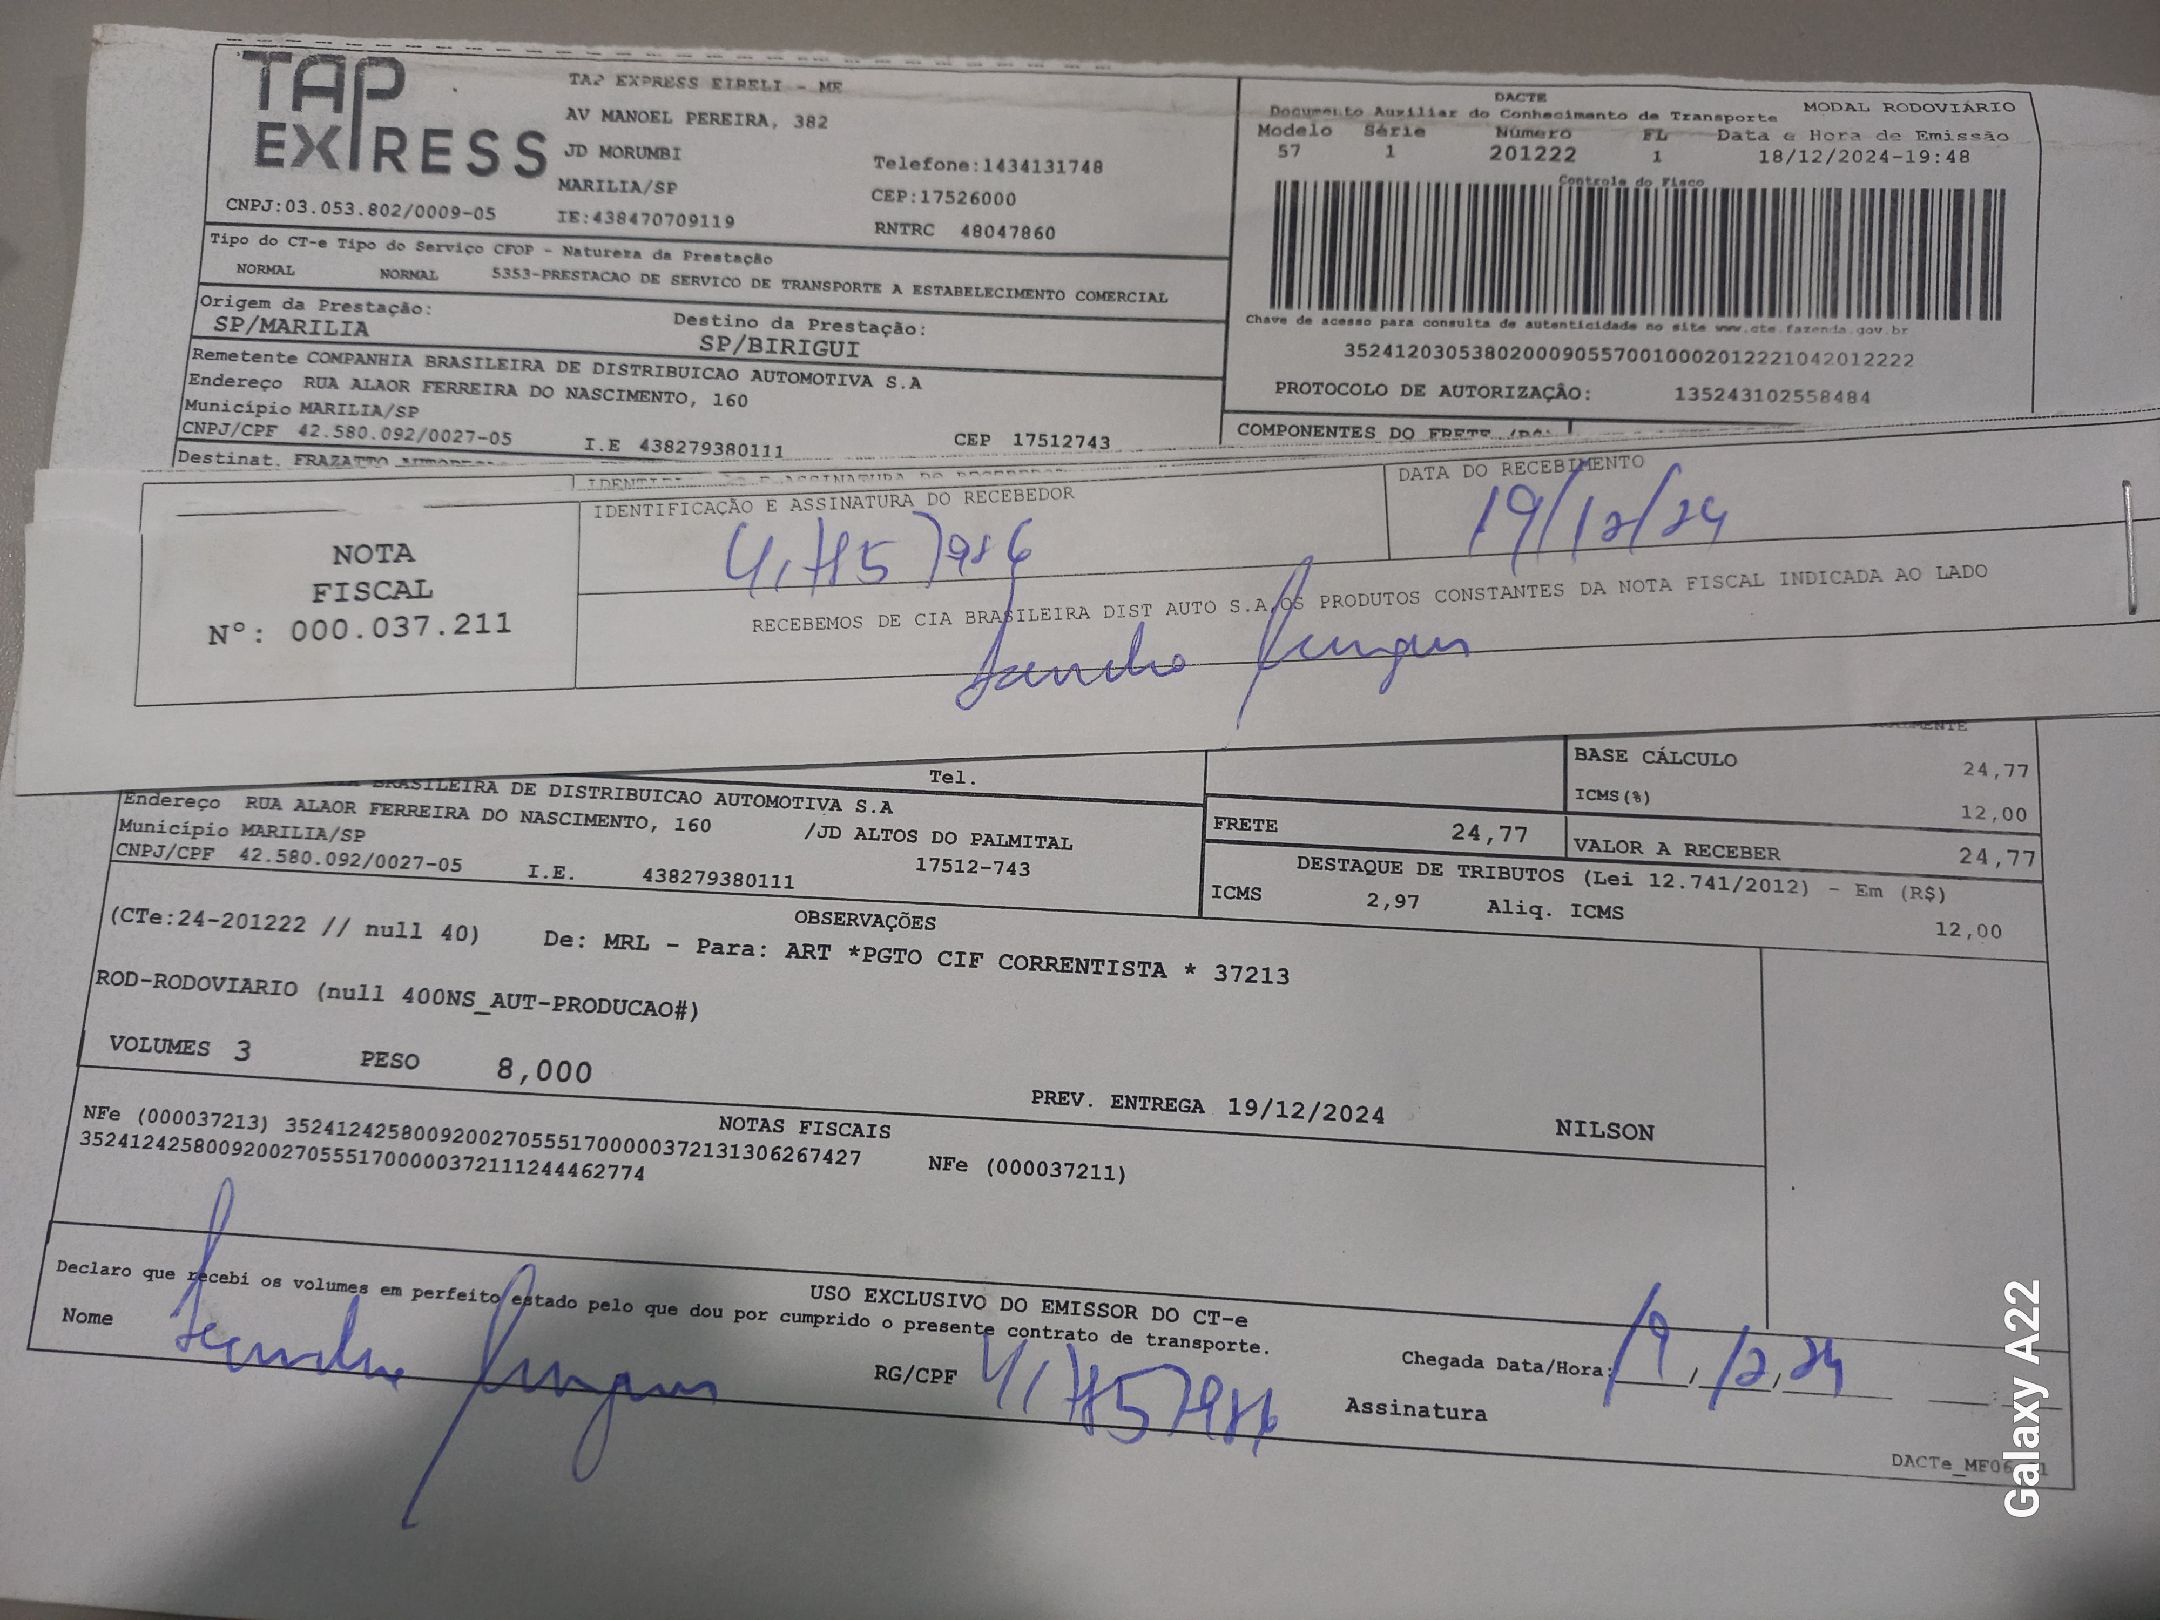 TAP
EXPRESS
CNPJ:03.053.802/0009-05
TAP EXPRESS EIRELI - ME
AV MANOEL PEREIRA, 382
JD MORUMBI
MARILIA/SP
IE:438470709119
Telefone:1434131748
CEP:17526000
RNTRC 48047860
DACTE
MODAL RODOVIÁRIO
Documento Auxiliar do Conhecimento de Transporte
Modelo Série Número FL Data e Hora de Emissão
57 1 201222 1 18/12/2024-19:48
Controle do Fisco
Chave de acesso para consulta de autenticidade no site www.cte.fazenda.gov.br
35241203053802000905570010002012221042012222
PROTOCOLO DE AUTORIZAÇÂO: 135243102558484
Tipo do CT-e Tipo do Serviço CFOP - Natureza da Prestação
NORMAL NORMAL 5353-PRESTACAO DE SERVICO DE TRANSPORTE A ESTABELECIMENTO COMERCIAL
Origem da Prestação: Destino da Prestação:
SP/MARILIA SP/BIRIGUI
Remetente COMPANHIA BRASILEIRA DE DISTRIBUICAO AUTOMOTIVA S.A
Endereço RUA ALAOR FERREIRA DO NASCIMENTO, 160
Município MARILIA/SP
CNPJ/CPF 42.580.092/0027-05 I.E 438279380111 CEP 17512743
COMPONENTES DO FRETE
Destinat. FRAZATTO
NOTA
FISCAL
Nº: 000.037.211
IDENTIFICAÇÃO E ASSINATURA DO RECEBEDOR
DATA DO RECEBIMENTO
19/12/24
RECEBEMOS DE CIA BRASILEIRA DIST AUTO S.A,OS PRODUTOS CONSTANTES DA NOTA FISCAL INDICADA AO LADO
Tel.
BRASILEIRA DE DISTRIBUICAO AUTOMOTIVA S.A
Endereço RUA ALAOR FERREIRA DO NASCIMENTO, 160 /JD ALTOS DO PALMITAL
Município MARILIA/SP 17512-743
CNPJ/CPF 42.580.092/0027-05 I.E. 438279380111
BASE CÁLCULO 24,77
ICMS(%) 12,00
FRETE 24,77 VALOR A RECEBER 24,77
DESTAQUE DE TRIBUTOS (Lei 12.741/2012) - Em (R$)
ICMS 2,97 Aliq. ICMS 12,00
OBSERVAÇÕES
(CTe:24-201222 // null 40) De: MRL - Para: ART *PGTO CIF CORRENTISTA * 37213
ROD-RODOVIARIO (null 400NS_AUT-PRODUCAO#)
VOLUMES 3 PESO 8,000
PREV. ENTREGA 19/12/2024 NILSON
NOTAS FISCAIS
NFe (000037213) 35241242580092002705551700000372131306267427 NFe (000037211)
35241242580092002705551700000372111244462774
USO EXCLUSIVO DO EMISSOR DO CT-e
Declaro que recebi os volumes em perfeito estado pelo que dou por cumprido o presente contrato de transporte.
Nome
RG/CPF
Chegada Data/Hora: 19, 12, 24
Assinatura
Galaxy A22